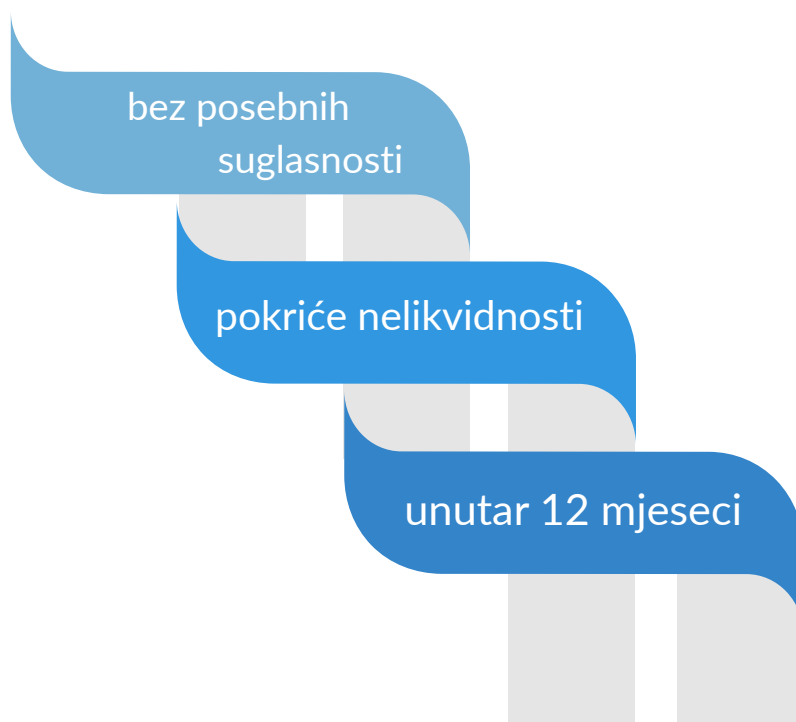 bez posebnih
suglasnosti
pokriće nelikvidnosti
unutar 12 mjeseci